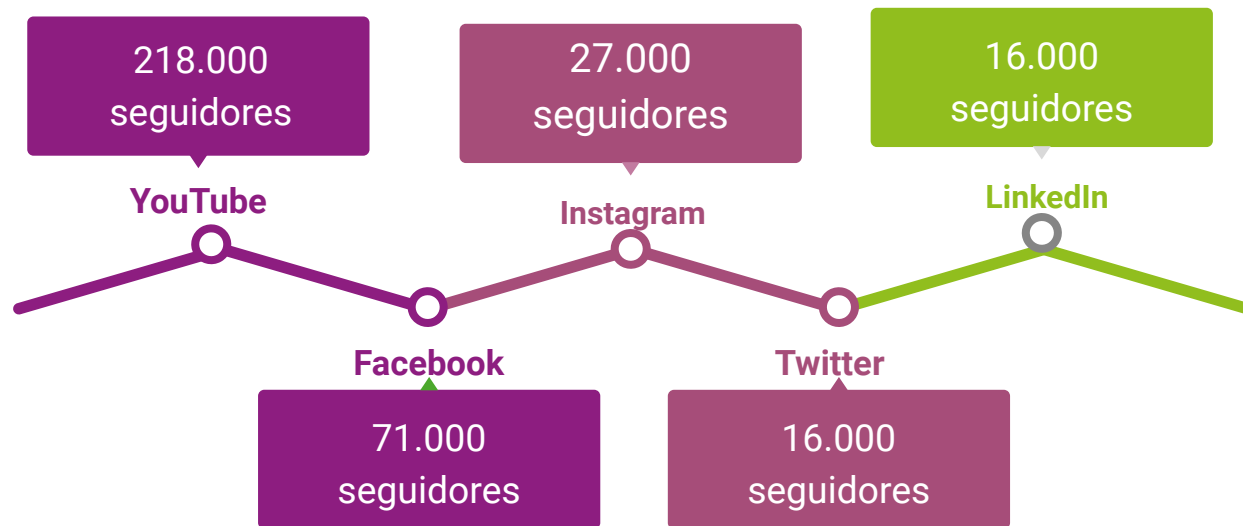 218.000
seguidores
YouTube
27.000
seguidores
Instagram
16.000
seguidores
LinkedIn
Facebook
71.000
seguidores
Twitter
16.000
seguidores